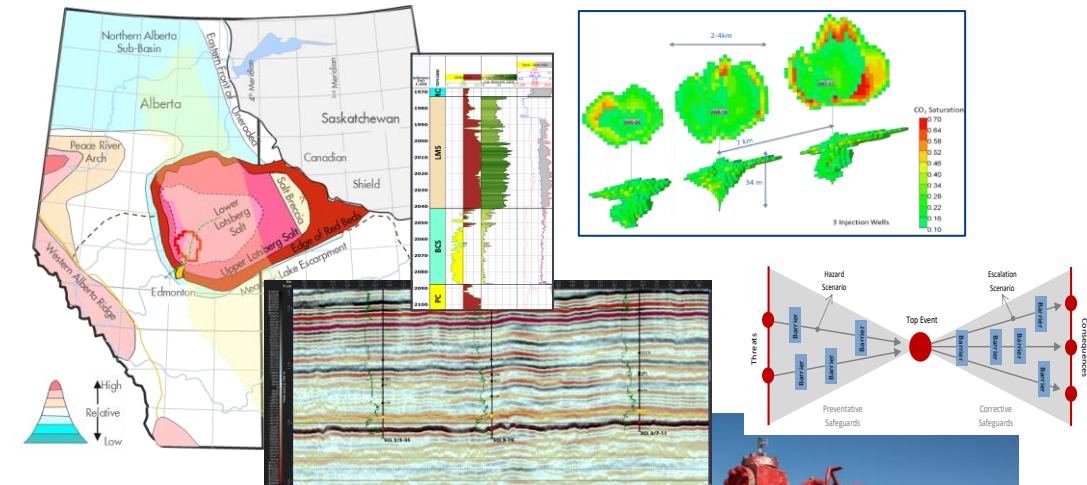 Northern Alberta
Sub-Basin
Eastern Front of Uneroded
4th Meridian
3rd Meridian
Alberta
Saskatchewan
Peace River
Arch
Canadian
Shield
Lower
Lotsberg
Salt
Salt Breccia
Upper Lotsberg Salt
Edge of Red Beds
Meadow Lake Escarpment
Western Alberta Ridge
Edmonton
High
Relative
Low
1970
1980
1990
2000
2010
2020
2030
2040
2050
2060
2070
2080
2090
2100
LMS
BCS
PC
2-4km
7 km
34 m
CO2 Saturation
0.70
0.64
0.58
0.52
0.46
0.40
0.34
0.28
0.22
0.16
0.10
3 Injection Wells
Hazard
Scenario
Escalation
Scenario
Top Event
Threats
Barrier
Barrier
Barrier
Barrier
Barrier
Barrier
Barrier
Barrier
Barrier
Consequences
Preventative
Safeguards
Corrective
Safeguards